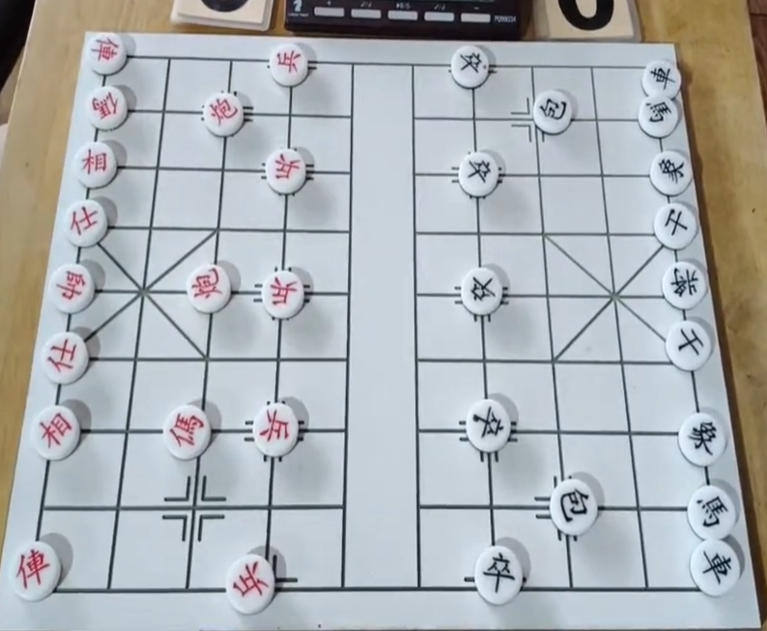 俥 兵 卒 車
傌 炮 包 馬
相 兵 卒 象
仕 士
帥 炮 兵 卒 將
仕 士
相 傌 兵 卒 象
包 馬
俥 兵 卒 車